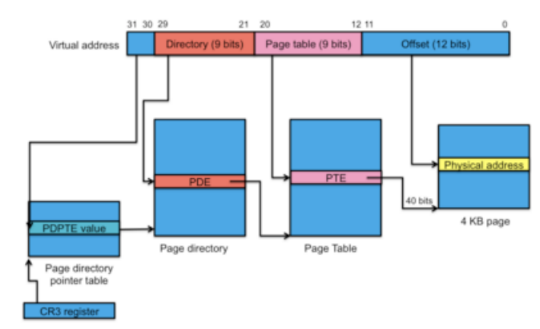 31 30 29 21 20 12 11 0
Virtual address
Directory (9 bits)
Page table (9 bits)
Offset (12 bits)
PDE
PTE
Physical address
40 bits
4 KB page
PDPTE value
Page directory
Page Table
Page directory
pointer table
CR3 register